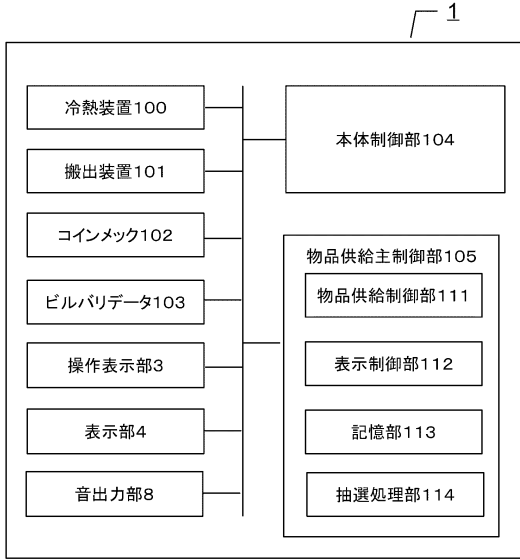 1
冷熱装置100
搬出装置101
コインメック102
ビルバリデータ103
操作表示部3
表示部4
音出力部8
本体制御部104
物品供給主制御部105
物品供給制御部111
表示制御部112
記憶部113
抽選処理部114